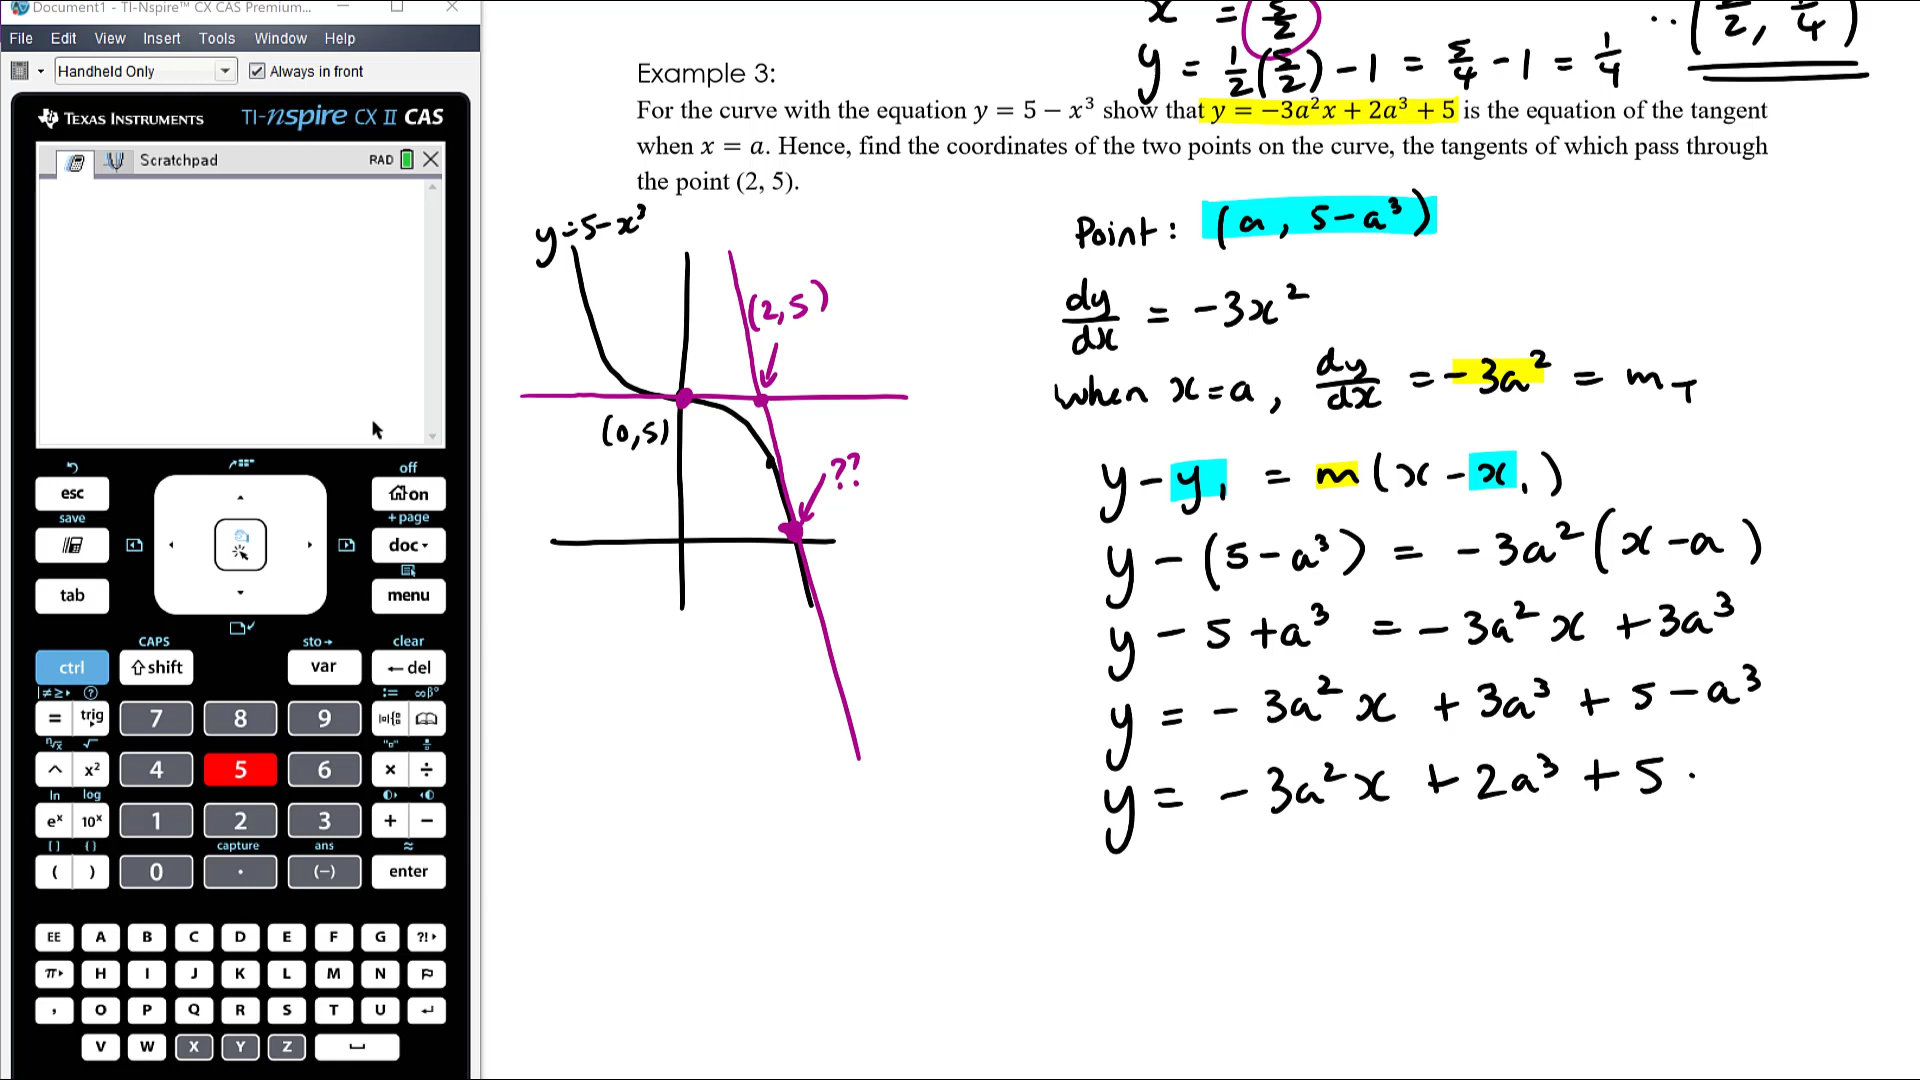 Document1 - TI-Nspire™ CX CAS Premium...
File Edit View Insert Tools Window Help
Handheld Only
Always in front
TEXAS INSTRUMENTS TI-nspire CX II CAS
Scratchpad RAD
off
esc on
save +page
doc
tab menu
CAPS sto→ clear
ctrl ⇧shift var ←del
|≠≥▸ := ∞β°
= trig 7 8 9
ⁿ√x √
^ x² 4 5 6 × ÷
ln log
eˣ 10ˣ 1 2 3 + −
[] {} capture ans ≈
( ) 0 . (−) enter
EE A B C D E F G ?!▸
π▸ H I J K L M N
, O P Q R S T U
V W X Y Z
x = 5/2
y = 1/2(5/2) - 1 = 5/4 - 1 = 1/4
Example 3:
For the curve with the equation y = 5 − x³ show that y = −3a²x + 2a³ + 5 is the equation of the tangent
when x = a. Hence, find the coordinates of the two points on the curve, the tangents of which pass through
the point (2, 5).
y=5-x³
(2,5)
(0,5)
??
Point: (a, 5-a³)
dy/dx = -3x²
when x=a, dy/dx = -3a² = mT
y-y₁ = m(x-x₁)
y-(5-a³) = -3a²(x-a)
y-5+a³ = -3a²x+3a³
y = -3a²x+3a³+5-a³
y = -3a²x+2a³+5.